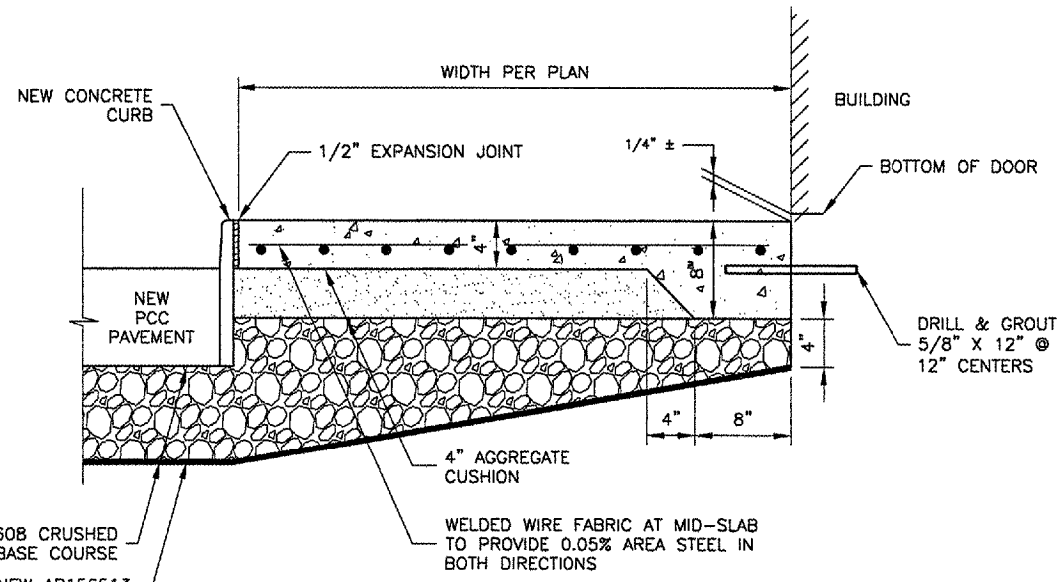 WIDTH PER PLAN
NEW CONCRETE
CURB
BUILDING
1/2" EXPANSION JOINT
1/4" ±
BOTTOM OF DOOR
4"
8"
NEW
PCC
PAVEMENT
4"
DRILL & GROUT
5/8" X 12" @
12" CENTERS
4"
8"
4" AGGREGATE
CUSHION
608 CRUSHED
BASE COURSE
WELDED WIRE FABRIC AT MID-SLAB
TO PROVIDE 0.05% AREA STEEL IN
BOTH DIRECTIONS
NEW